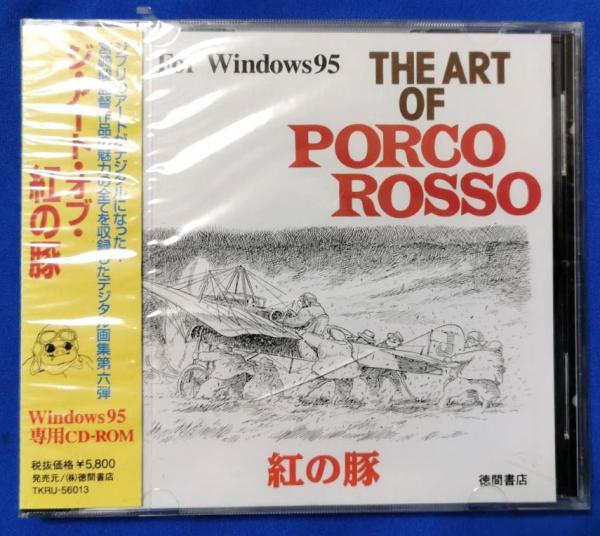 ジブリのアートがデジタルになった!
宮崎駿監督作品の魅力の全てを収録したデジタル画集第六弾
ジ・アート・オブ・
紅の豚
Windows95
専用CD-ROM
税抜価格 ¥5,800
発売元/(株)徳間書店
TKRU-56013
For Windows95
THE ART
OF
PORCO
ROSSO
紅の豚
徳間書店